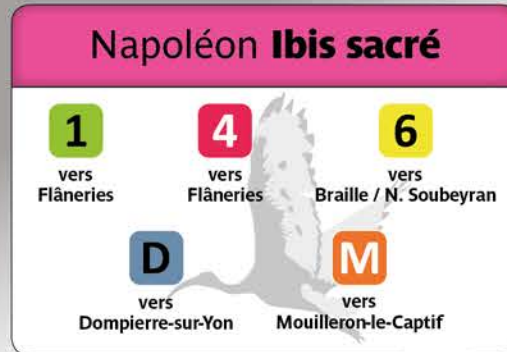 Napoléon Ibis sacré
1 4 6
vers vers vers
Flâneries Flâneries Braille / N. Soubeyran
D M
vers vers
Dompierre-sur-Yon Mouilleron-le-Captif